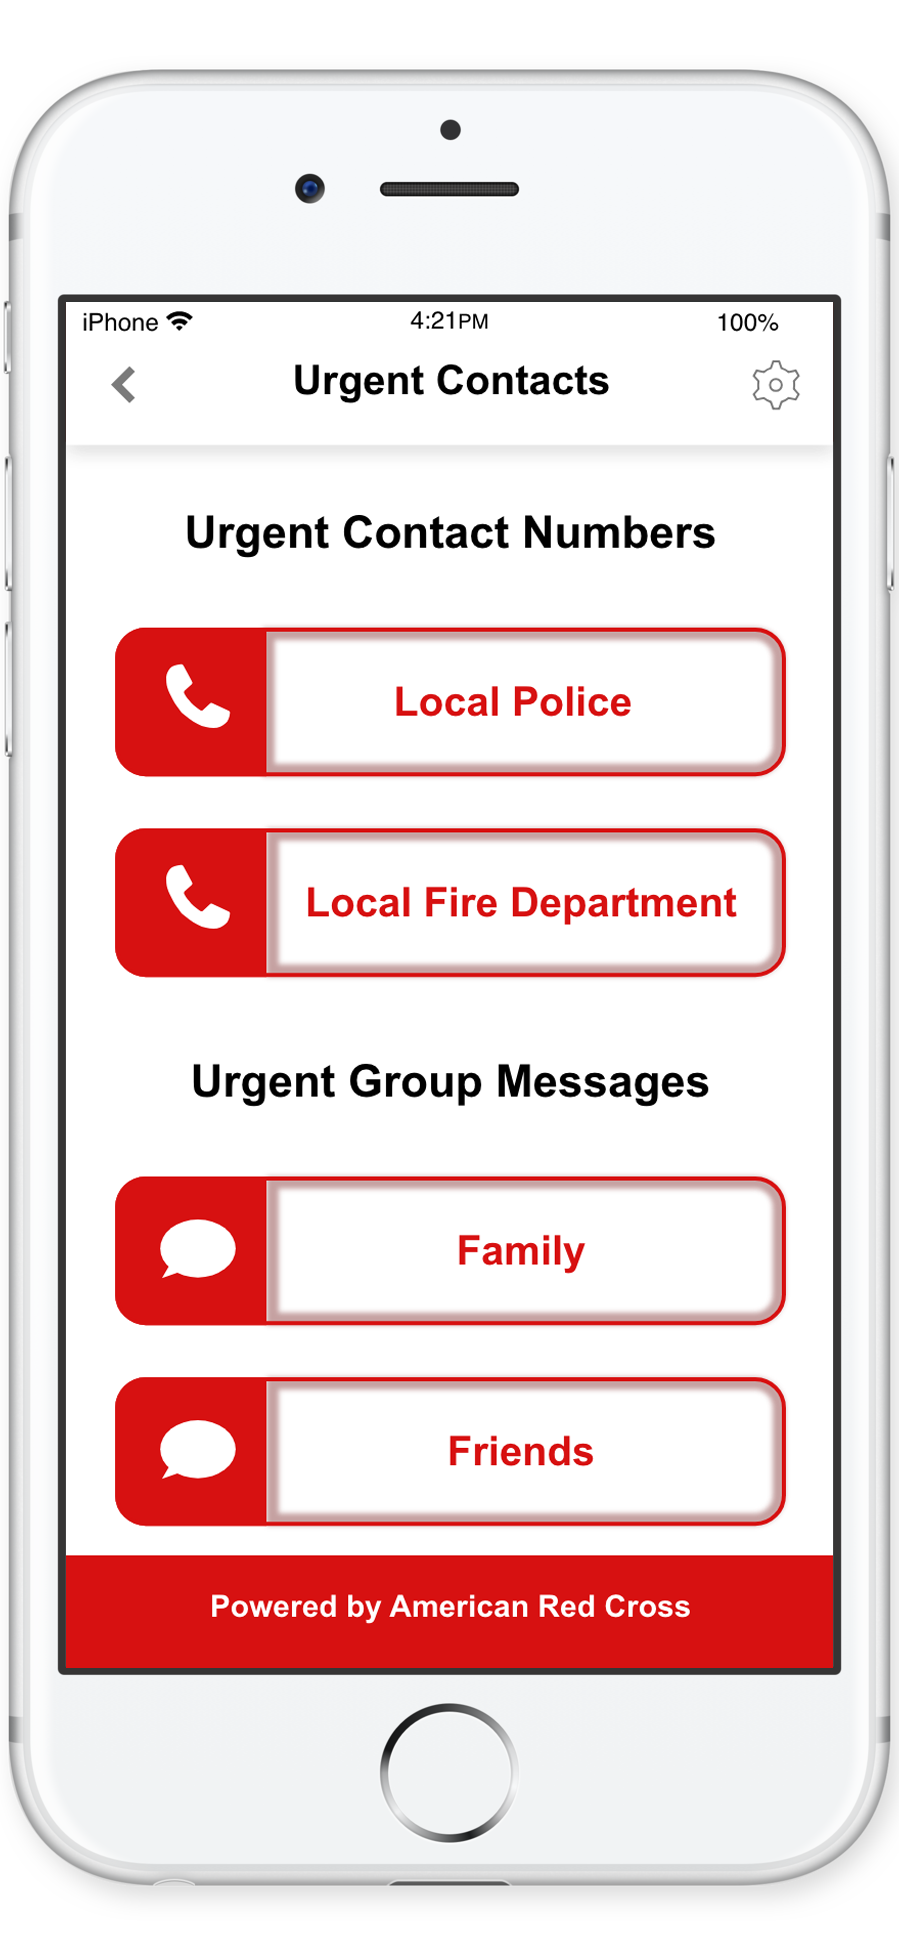 iPhone 4:21PM 100%
Urgent Contacts
Urgent Contact Numbers
Local Police
Local Fire Department
Urgent Group Messages
Family
Friends
Powered by American Red Cross